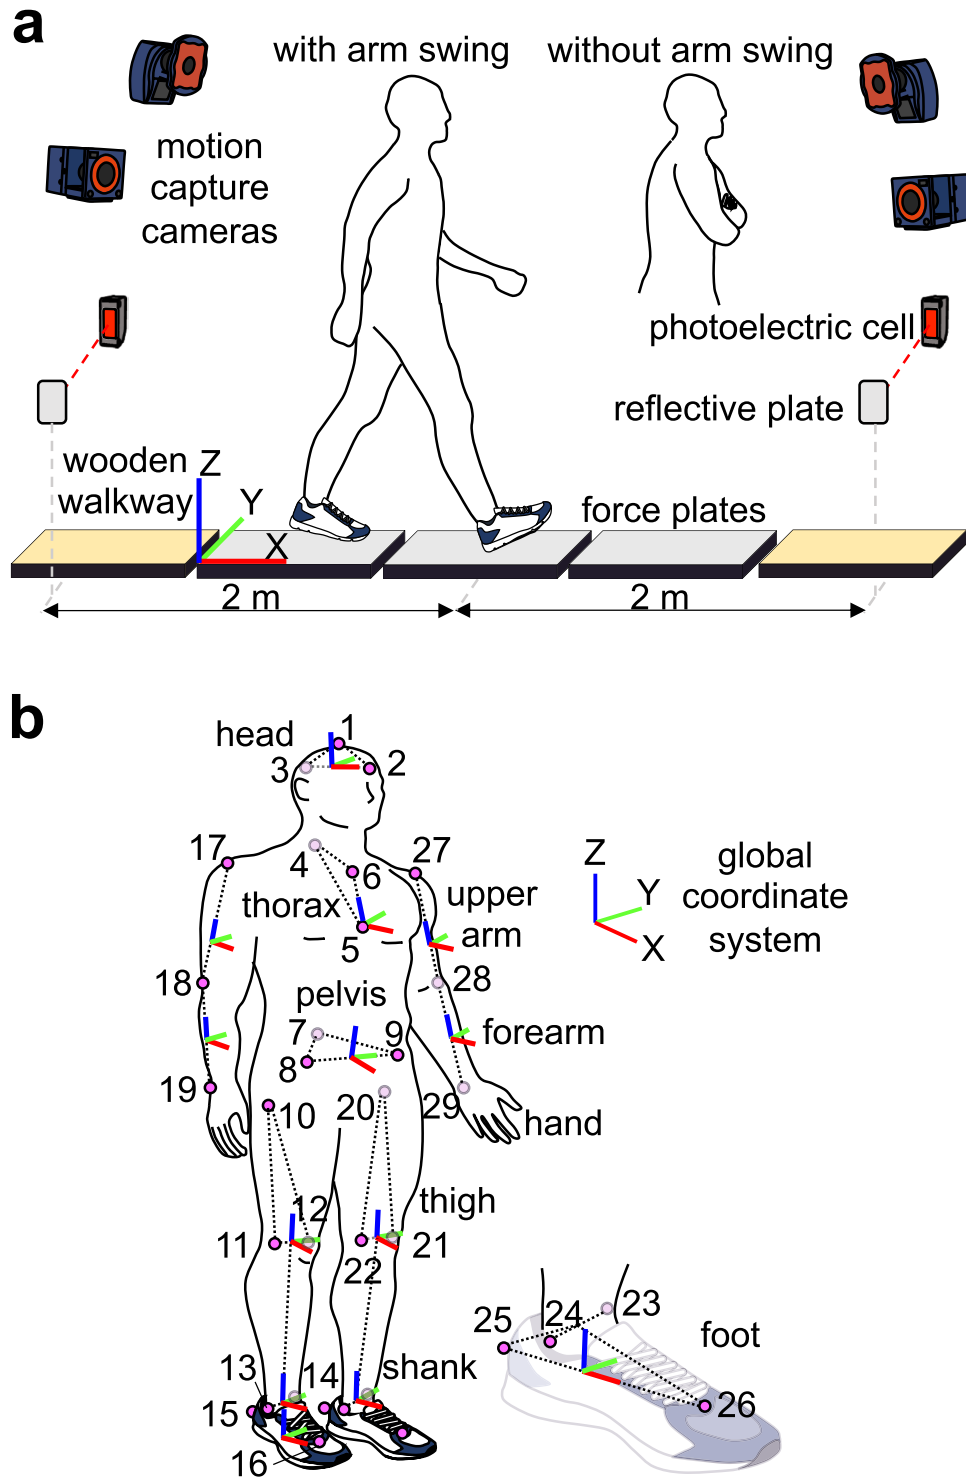 a
with arm swing
without arm swing
motion
capture
cameras
photoelectric cell
reflective plate
wooden
walkway
Z
Y
X
force plates
2 m
2 m
b
head
1
2
3
4
5
6
thorax
17
27
upper
arm
Z
Y
X
global
coordinate
system
18
28
pelvis
7
8
9
forearm
19
10
20
29
hand
12
thigh
11
21
22
13
14
shank
15
16
23
24
25
foot
26